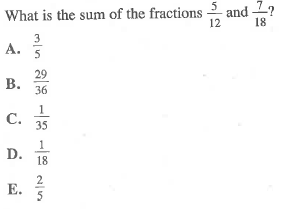 What is the sum of the fractions 5/12 and 7/18?
A. 3/5
B. 29/36
C. 1/35
D. 1/18
E. 2/5